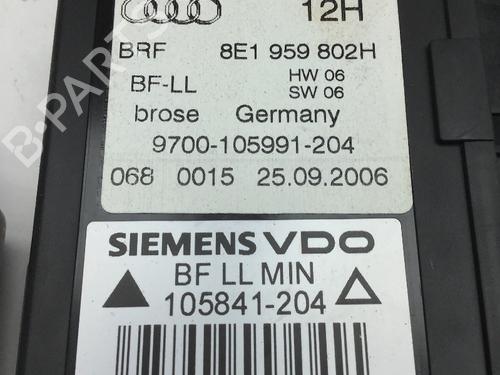 12H
BRF 8E1 959 802H
BF-LL HW 06
SW 06
brose Germany
9700-105991-204
068 0015 25.09.2006
SIEMENS VDO
BF LL MIN
105841-204
B-PARTS